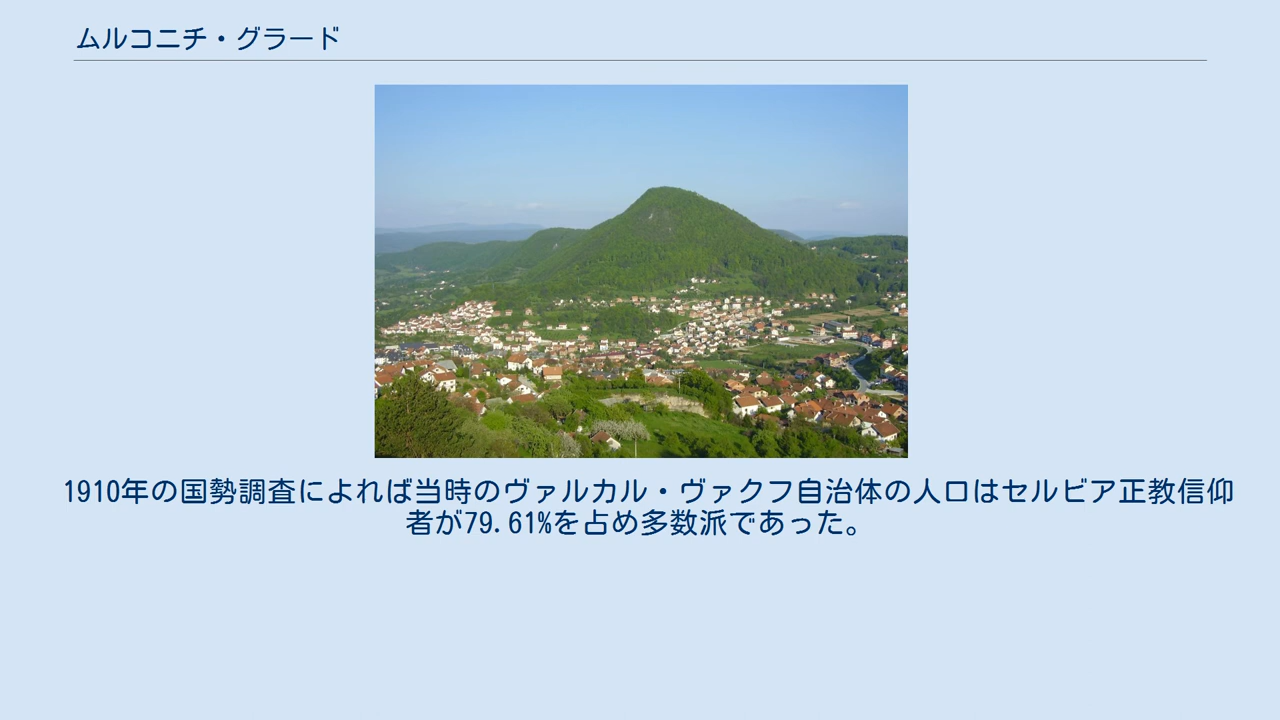 ムルコニチ・グラード
1910年の国勢調査によれば当時のヴァルカル・ヴァクフ自治体の人口はセルビア正教信仰
者が79.61%を占め多数派であった。